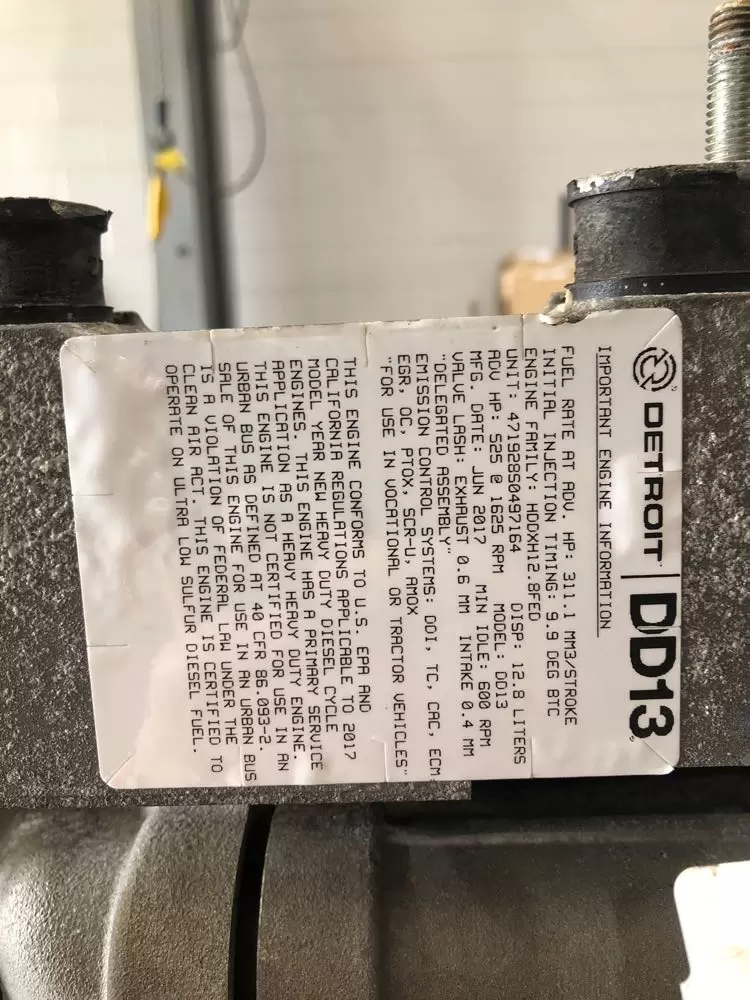 DETROIT | DD13
IMPORTANT ENGINE INFORMATION
FUEL RATE AT ADV. HP: 311.1 MM3/STROKE
INITIAL INJECTION TIMING: 9.9 DEG BTC
ENGINE FAMILY: HDDXH12.8FED
UNIT: 471928S0497164 DISP: 12.8 LITERS
ADV HP: 525 @ 1625 RPM MODEL: DD13
MFG. DATE: JUN 2017 MIN IDLE: 600 RPM
VALVE LASH: EXHAUST 0.6 MM INTAKE 0.4 MM
"DELEGATED ASSEMBLY"
EMISSION CONTROL SYSTEMS: DDI, TC, CAC, ECM
EGR, OC, PTOX, SCR-U, AMOX
"FOR USE IN VOCATIONAL OR TRACTOR VEHICLES"
THIS ENGINE CONFORMS TO U.S. EPA AND
CALIFORNIA REGULATIONS APPLICABLE TO 2017
MODEL YEAR NEW HEAVY DUTY DIESEL CYCLE
ENGINES. THIS ENGINE HAS A PRIMARY SERVICE
APPLICATION AS A HEAVY HEAVY DUTY ENGINE.
THIS ENGINE IS NOT CERTIFIED FOR USE IN AN
URBAN BUS AS DEFINED AT 40 CFR 86.093-2.
SALE OF THIS ENGINE FOR USE IN AN URBAN BUS
IS A VIOLATION OF FEDERAL LAW UNDER THE
CLEAN AIR ACT. THIS ENGINE IS CERTIFIED TO
OPERATE ON ULTRA LOW SULFUR DIESEL FUEL.